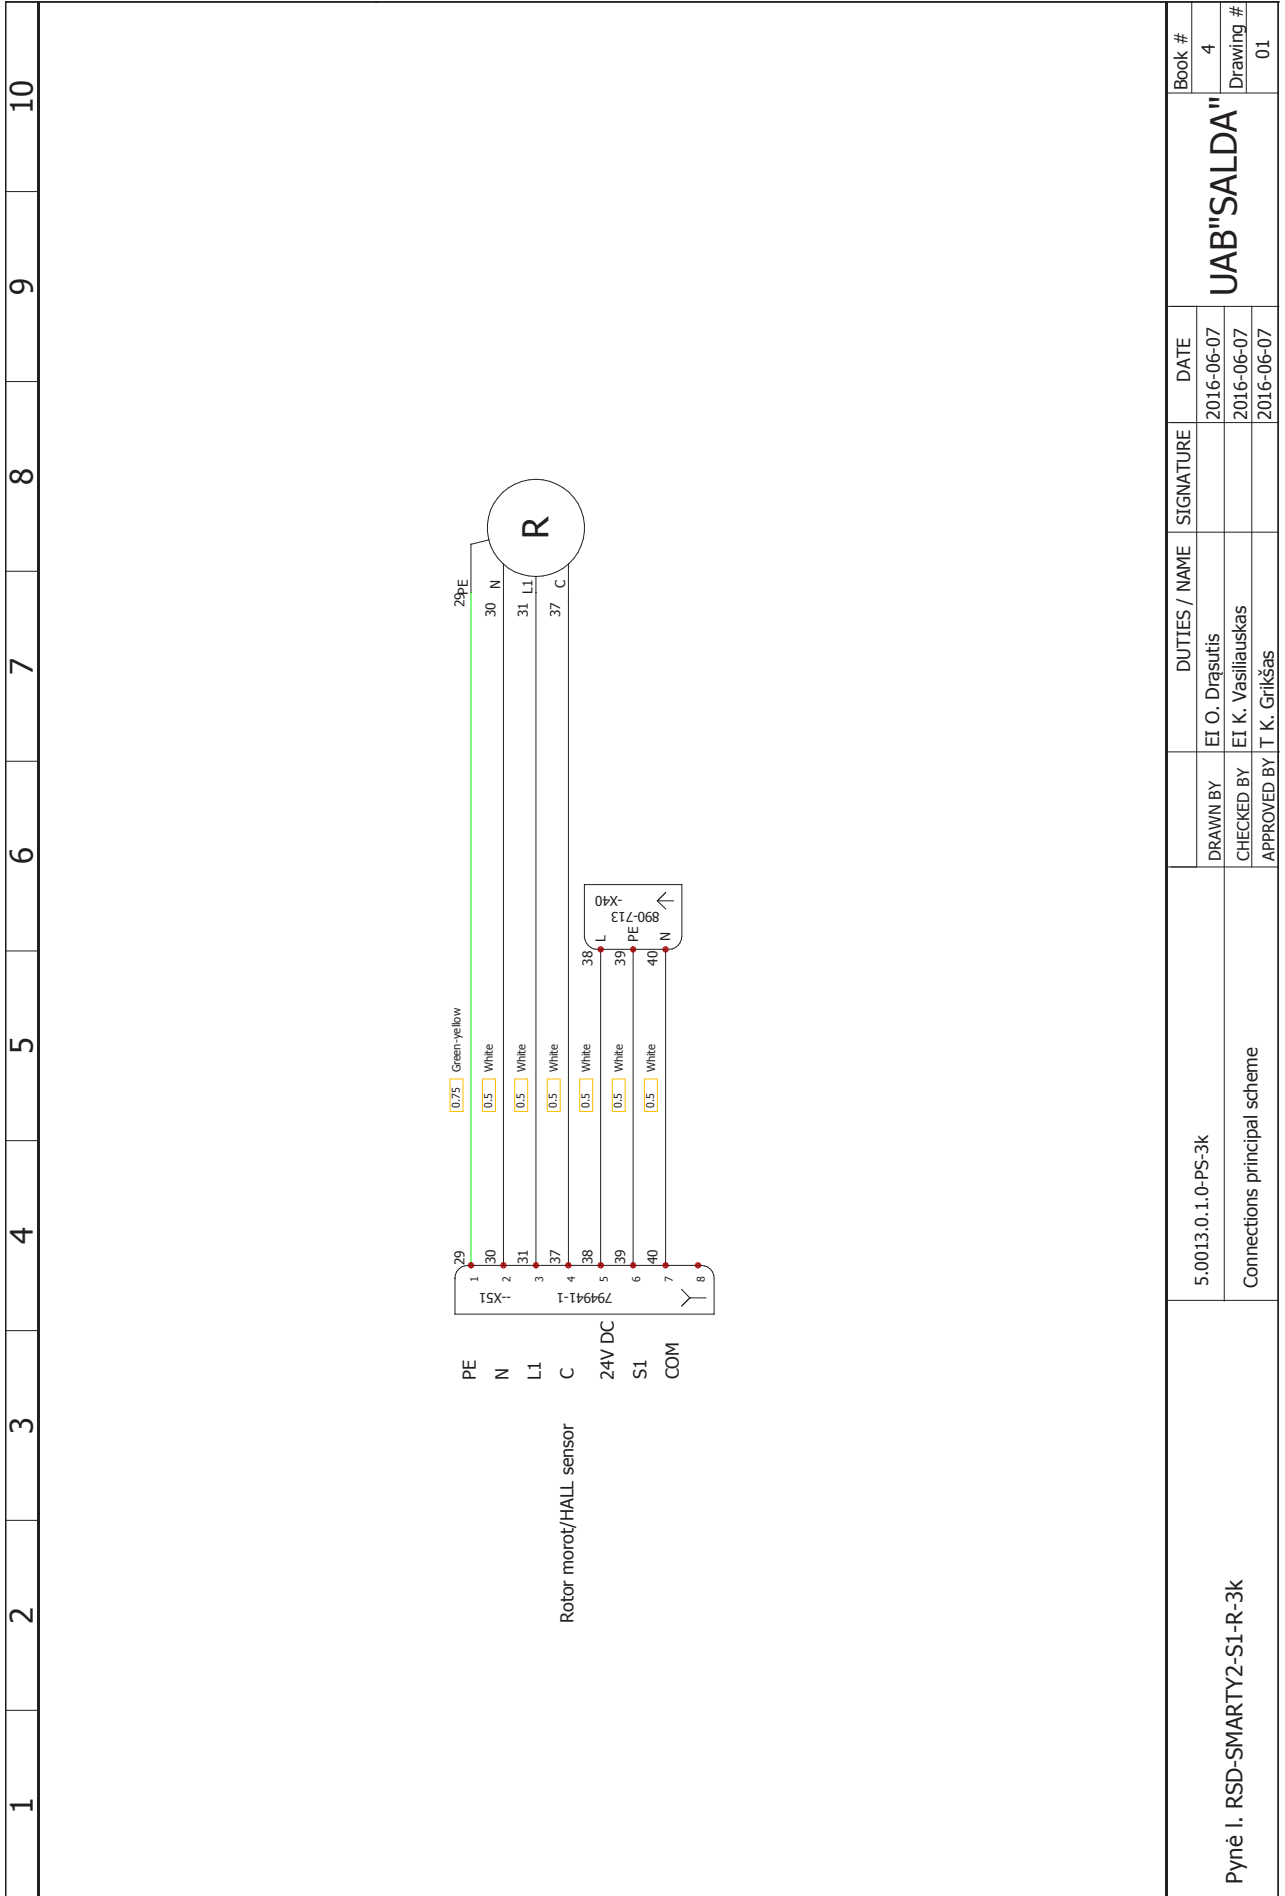 1 2 3 4 5 6 7 8 9 10
Rotor morot/HALL sensor
PE
N
L1
C
24V DC
S1
COM
--X51
794941-1
1 29 0.75 Green-yellow 29 PE
2 30 0.5 White 30 N
3 31 0.5 White 31 L1
4 37 0.5 White 37 C
5 38 0.5 White 38 L
6 39 0.5 White 39 PE
7 40 0.5 White 40 N
8
R
-X40
890-713
Pynė I. RSD-SMARTY2-S1-R-3k
5.0013.0.1.0-PS-3k
Connections principal scheme
DUTIES / NAME SIGNATURE DATE
DRAWN BY EI O. Drąsutis 2016-06-07
CHECKED BY EI K. Vasiliauskas 2016-06-07
APPROVED BY T K. Grikšas 2016-06-07
UAB"SALDA"
Book #
4
Drawing #
01